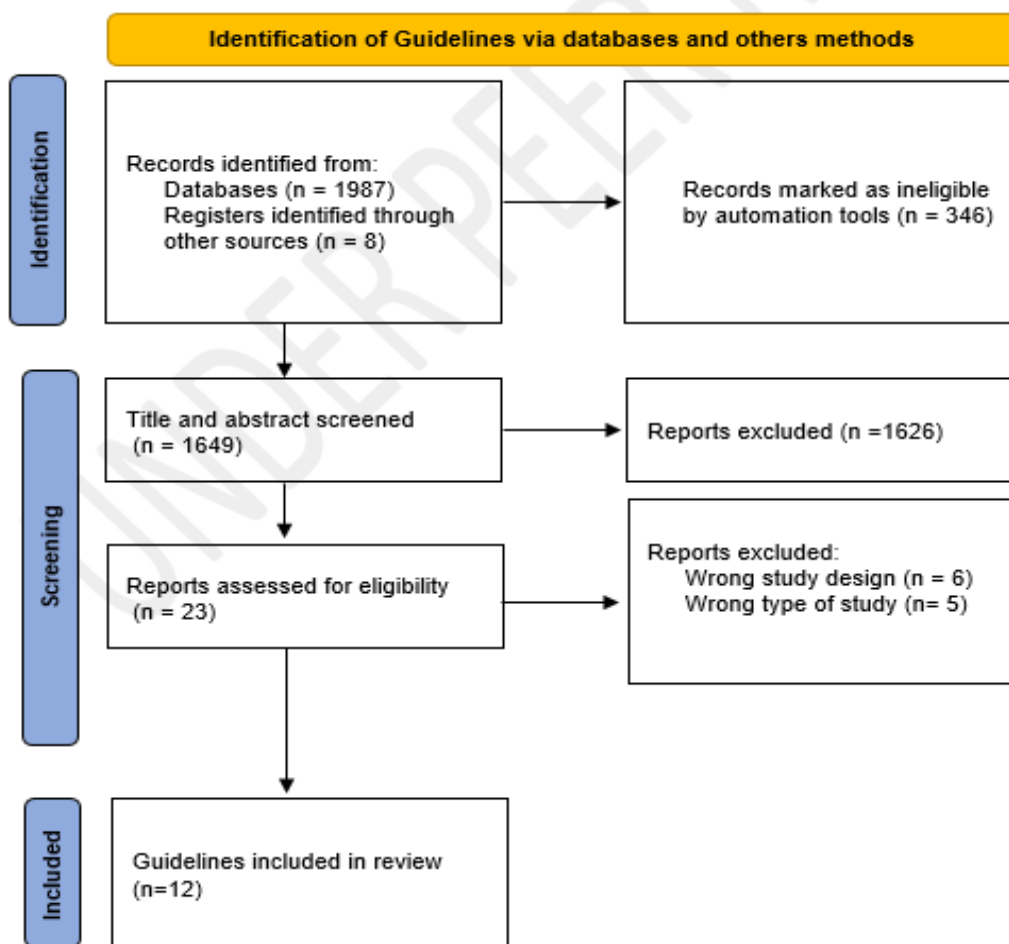 Identification of Guidelines via databases and others methods
Identification
Records identified from:
Databases (n = 1987)
Registers identified through
other sources (n = 8)
Records marked as ineligible
by automation tools (n = 346)
Screening
Title and abstract screened
(n = 1649)
Reports excluded (n =1626)
Reports assessed for eligibility
(n = 23)
Reports excluded:
Wrong study design (n = 6)
Wrong type of study (n= 5)
Included
Guidelines included in review
(n=12)
UNDER PEER